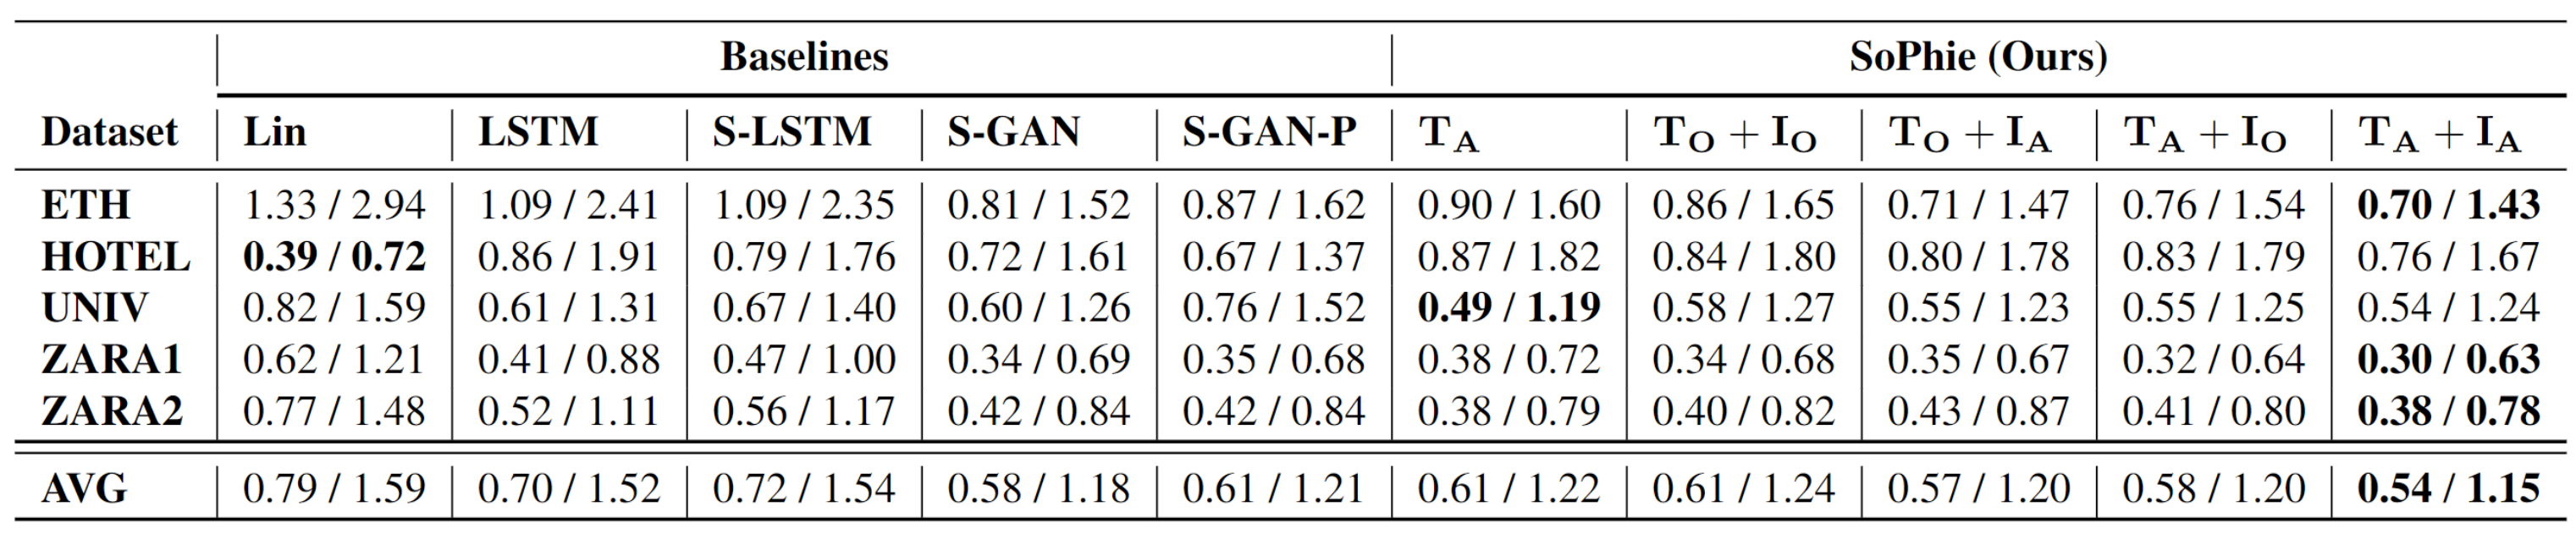 Baselines SoPhie (Ours)
Dataset Lin LSTM S-LSTM S-GAN S-GAN-P T_A T_O + I_O T_O + I_A T_A + I_O T_A + I_A
ETH 1.33 / 2.94 1.09 / 2.41 1.09 / 2.35 0.81 / 1.52 0.87 / 1.62 0.90 / 1.60 0.86 / 1.65 0.71 / 1.47 0.76 / 1.54 0.70 / 1.43
HOTEL 0.39 / 0.72 0.86 / 1.91 0.79 / 1.76 0.72 / 1.61 0.67 / 1.37 0.87 / 1.82 0.84 / 1.80 0.80 / 1.78 0.83 / 1.79 0.76 / 1.67
UNIV 0.82 / 1.59 0.61 / 1.31 0.67 / 1.40 0.60 / 1.26 0.76 / 1.52 0.49 / 1.19 0.58 / 1.27 0.55 / 1.23 0.55 / 1.25 0.54 / 1.24
ZARA1 0.62 / 1.21 0.41 / 0.88 0.47 / 1.00 0.34 / 0.69 0.35 / 0.68 0.38 / 0.72 0.34 / 0.68 0.35 / 0.67 0.32 / 0.64 0.30 / 0.63
ZARA2 0.77 / 1.48 0.52 / 1.11 0.56 / 1.17 0.42 / 0.84 0.42 / 0.84 0.38 / 0.79 0.40 / 0.82 0.43 / 0.87 0.41 / 0.80 0.38 / 0.78
AVG 0.79 / 1.59 0.70 / 1.52 0.72 / 1.54 0.58 / 1.18 0.61 / 1.21 0.61 / 1.22 0.61 / 1.24 0.57 / 1.20 0.58 / 1.20 0.54 / 1.15